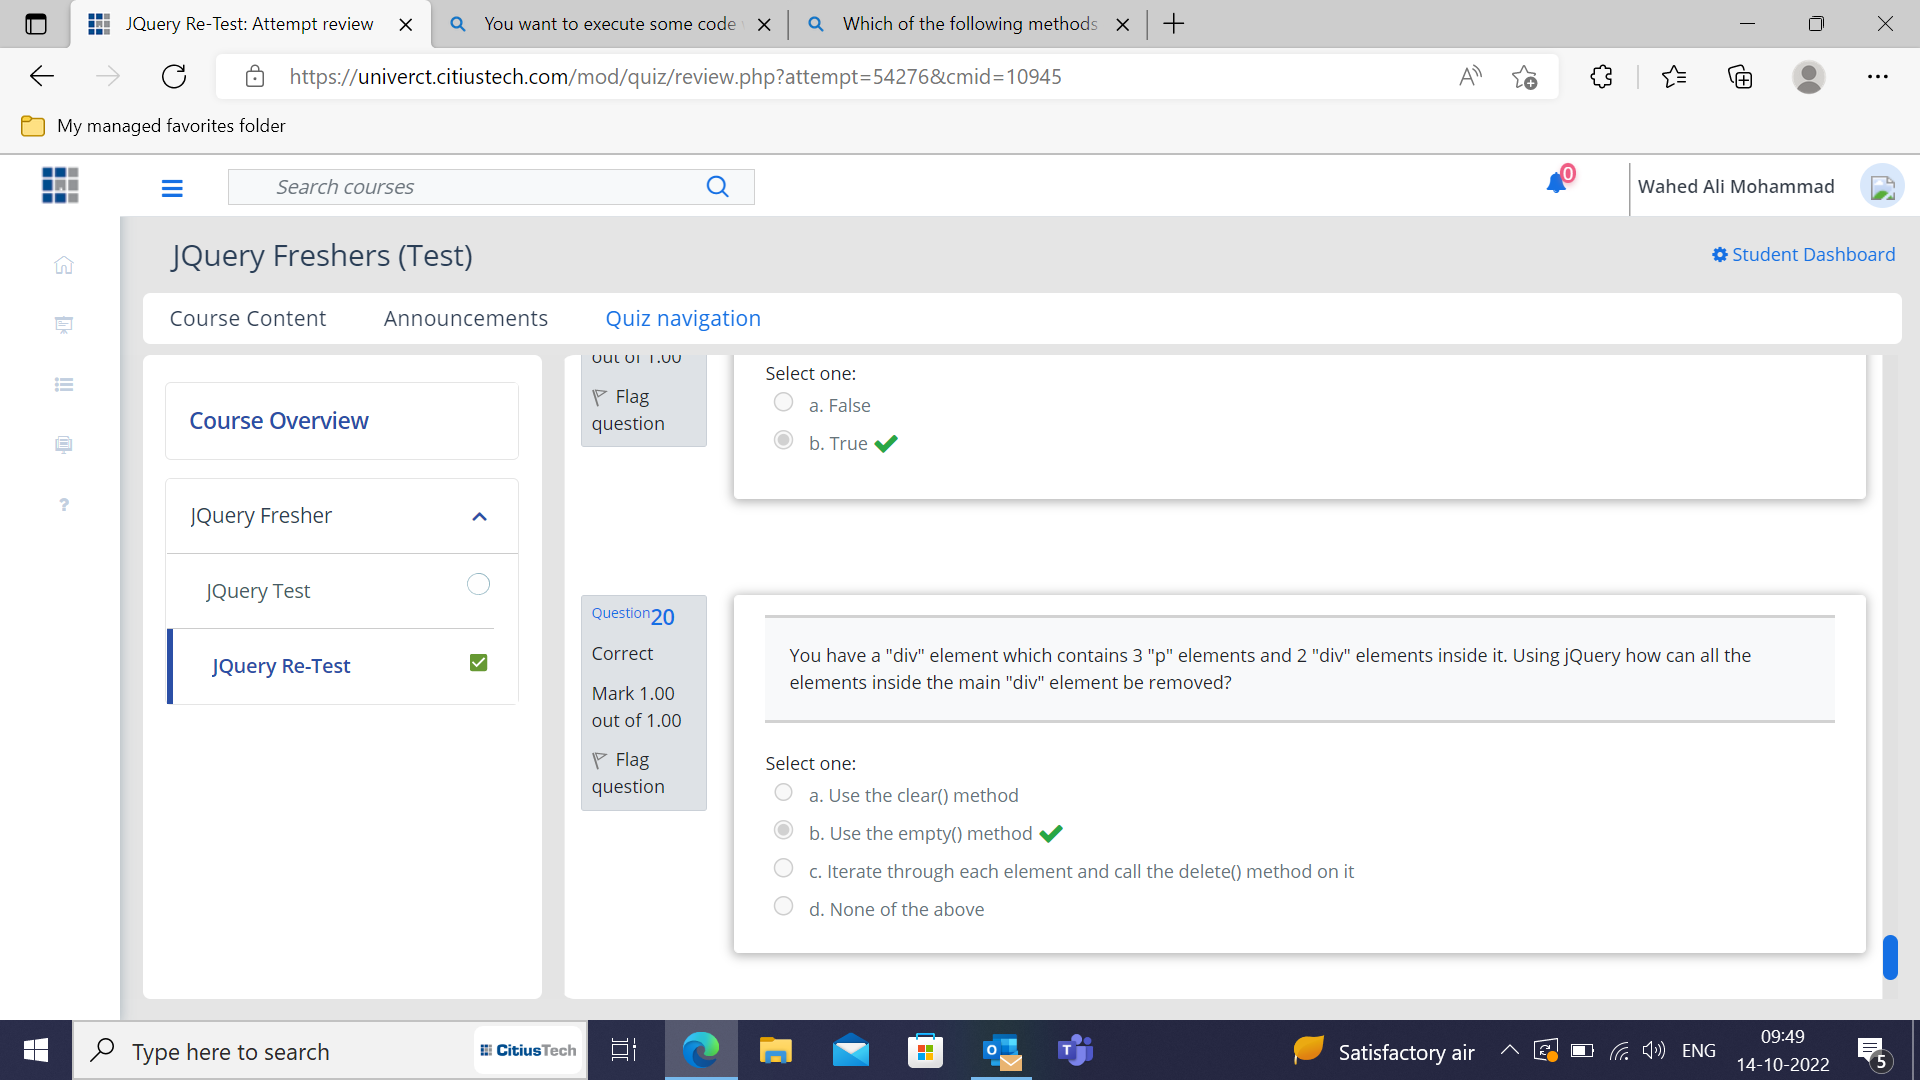 JQuery Re-Test: Attempt review
You want to execute some code
Which of the following methods
https://univerct.citiustech.com/mod/quiz/review.php?attempt=54276&cmid=10945
My managed favorites folder
Search courses
0
Wahed Ali Mohammad
JQuery Freshers (Test)
Student Dashboard
Course Content
Announcements
Quiz navigation
Course Overview
JQuery Fresher
JQuery Test
JQuery Re-Test
out of 1.00
Flag
question
Select one:
a. False
b. True
Question 20
Correct
Mark 1.00
out of 1.00
Flag
question
You have a "div" element which contains 3 "p" elements and 2 "div" elements inside it. Using jQuery how can all the
elements inside the main "div" element be removed?
Select one:
a. Use the clear() method
b. Use the empty() method
c. Iterate through each element and call the delete() method on it
d. None of the above
Type here to search
CitiusTech
Satisfactory air
ENG
09:49
14-10-2022
5